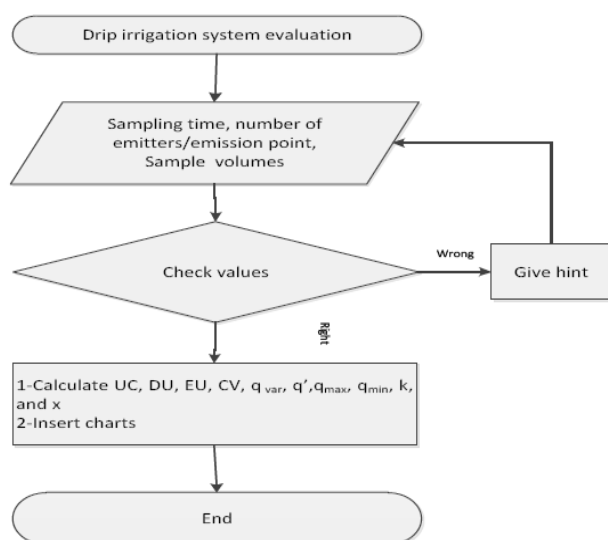 Drip irrigation system evaluation
Sampling time, number of
emitters/emission point,
Sample volumes
Check values
Wrong
Give hint
Right
1-Calculate UC, DU, EU, CV, q var, q',qmax, qmin, k,
and x
2-Insert charts
End